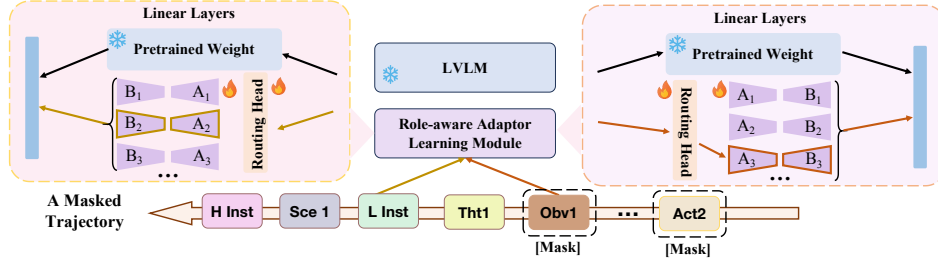 Linear Layers
Pretrained Weight
B1 A1
B2 A2
B3 A3
...
Routing Head
LVLM
Role-aware Adaptor
Learning Module
Linear Layers
Pretrained Weight
Routing Head
A1 B1
A2 B2
A3 B3
...
A Masked
Trajectory
H Inst Sce 1 L Inst Tht1 Obv1 ... Act2
[Mask] [Mask]